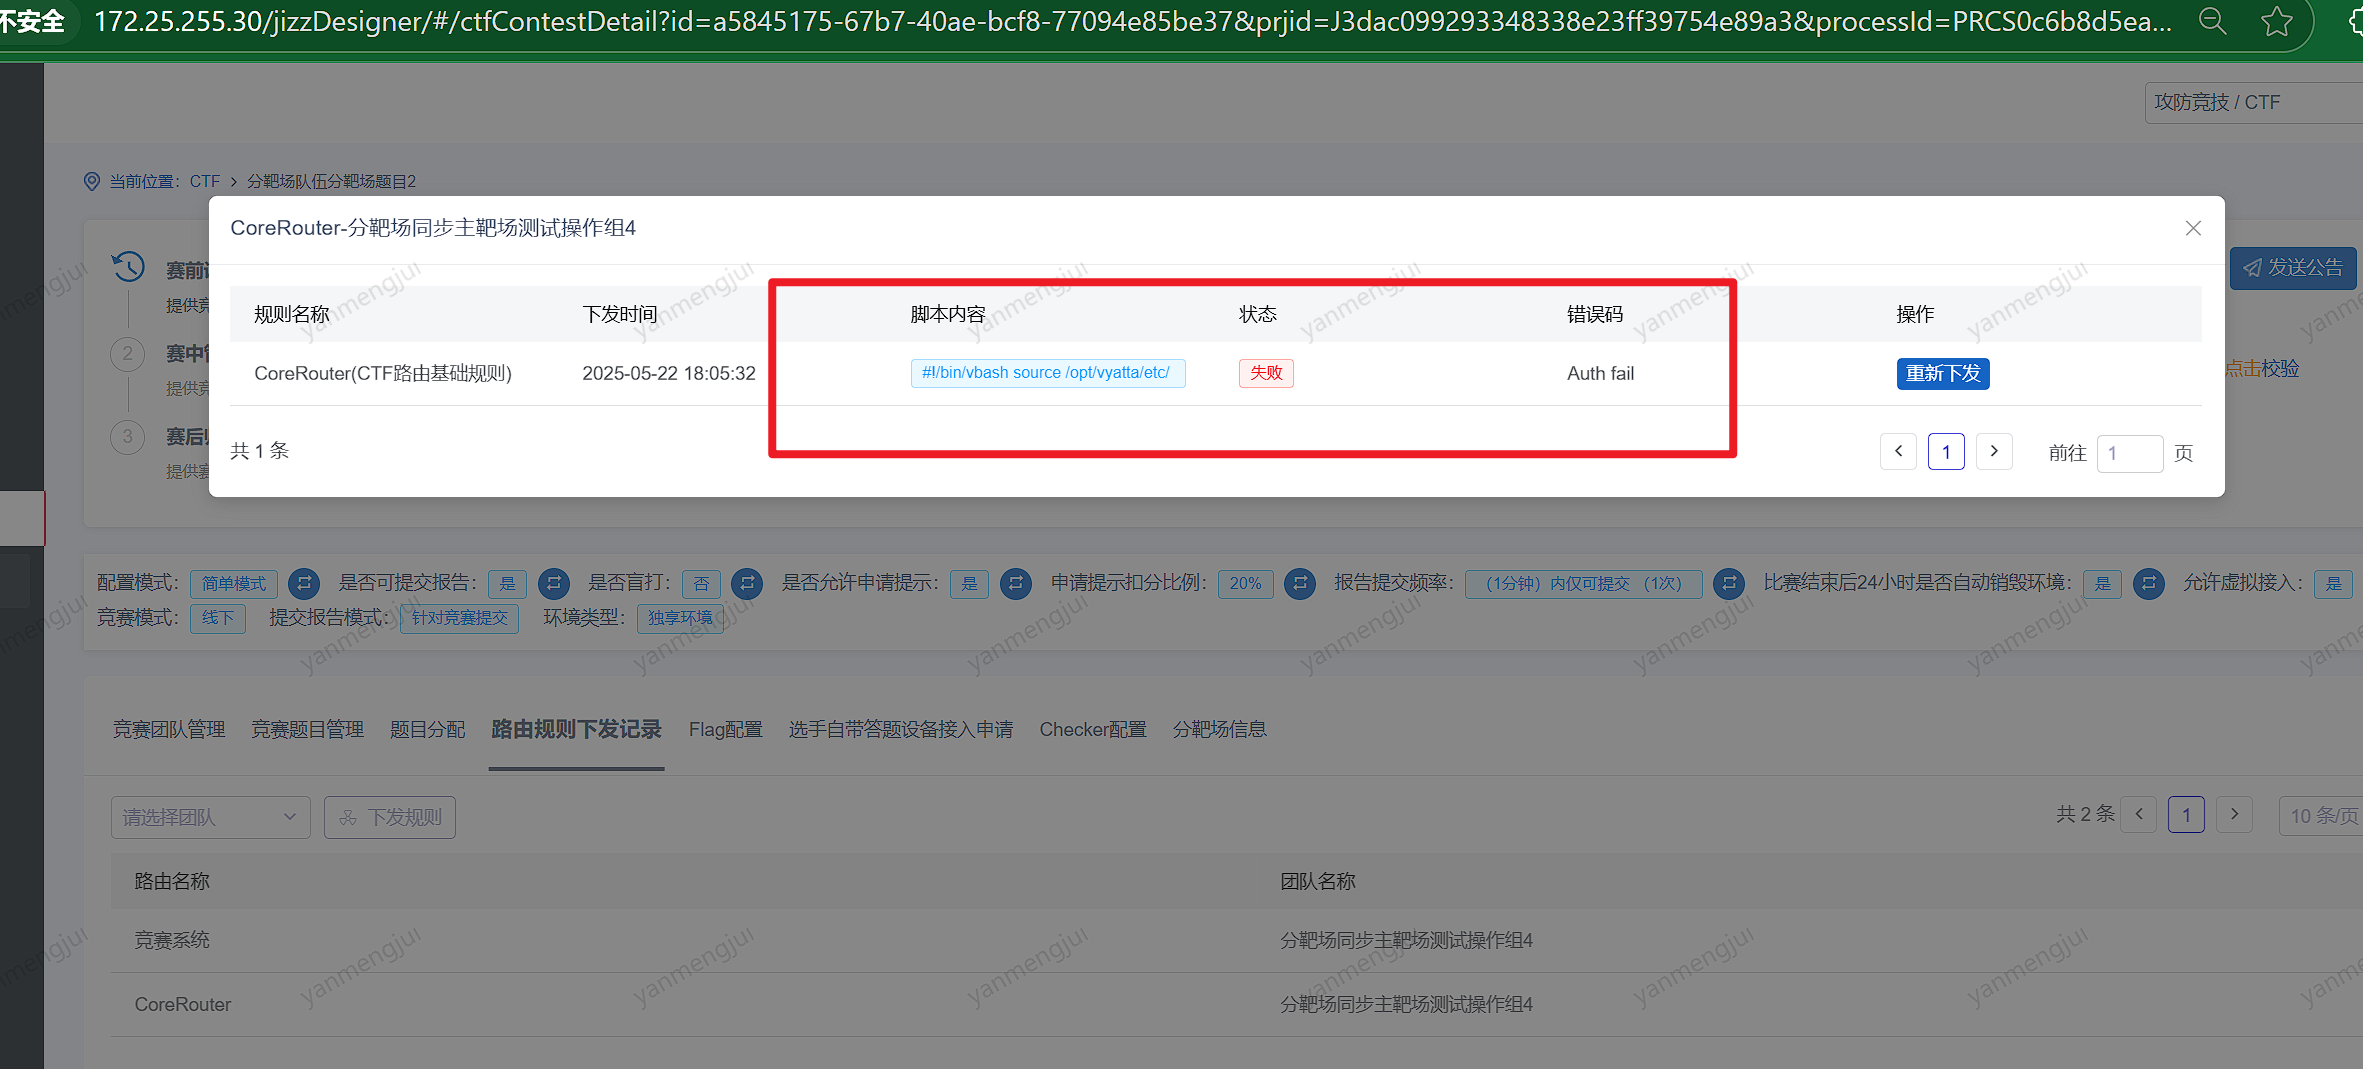 不安全 172.25.255.30/jizzDesigner/#/ctfContestDetail?id=a5845175-67b7-40ae-bcf8-77094e85be37&prjid=J3dac099293348338e23ff39754e89a3&processId=PRCS0c6b8d5ea...
攻防竞技 / CTF
当前位置： CTF > 分靶场队伍分靶场题目2
CoreRouter-分靶场同步主靶场测试操作组4
发送公告
规则名称 下发时间 脚本内容 状态 错误码 操作
CoreRouter(CTF路由基础规则) 2025-05-22 18:05:32 #!/bin/vbash source /opt/vyatta/etc/ 失败 Auth fail 重新下发
共 1 条 1 前往 1 页
赛前
提供竞
2 赛中管
提供竞
3 赛后
提供赛
点击校验
配置模式： 简单模式 是否可提交报告： 是 是否盲打： 否 是否允许申请提示： 是 申请提示扣分比例： 20% 报告提交频率： （1分钟）内仅可提交 （1次） 比赛结束后24小时是否自动销毁环境： 是 允许虚拟接入： 是
竞赛模式： 线下 提交报告模式： 针对竞赛提交 环境类型： 独享环境
竞赛团队管理 竞赛题目管理 题目分配 路由规则下发记录 Flag配置 选手自带答题设备接入申请 Checker配置 分靶场信息
请选择团队 下发规则 共 2 条 1 10 条/页
路由名称 团队名称
竞赛系统 分靶场同步主靶场测试操作组4
CoreRouter 分靶场同步主靶场测试操作组4
yanmengjui